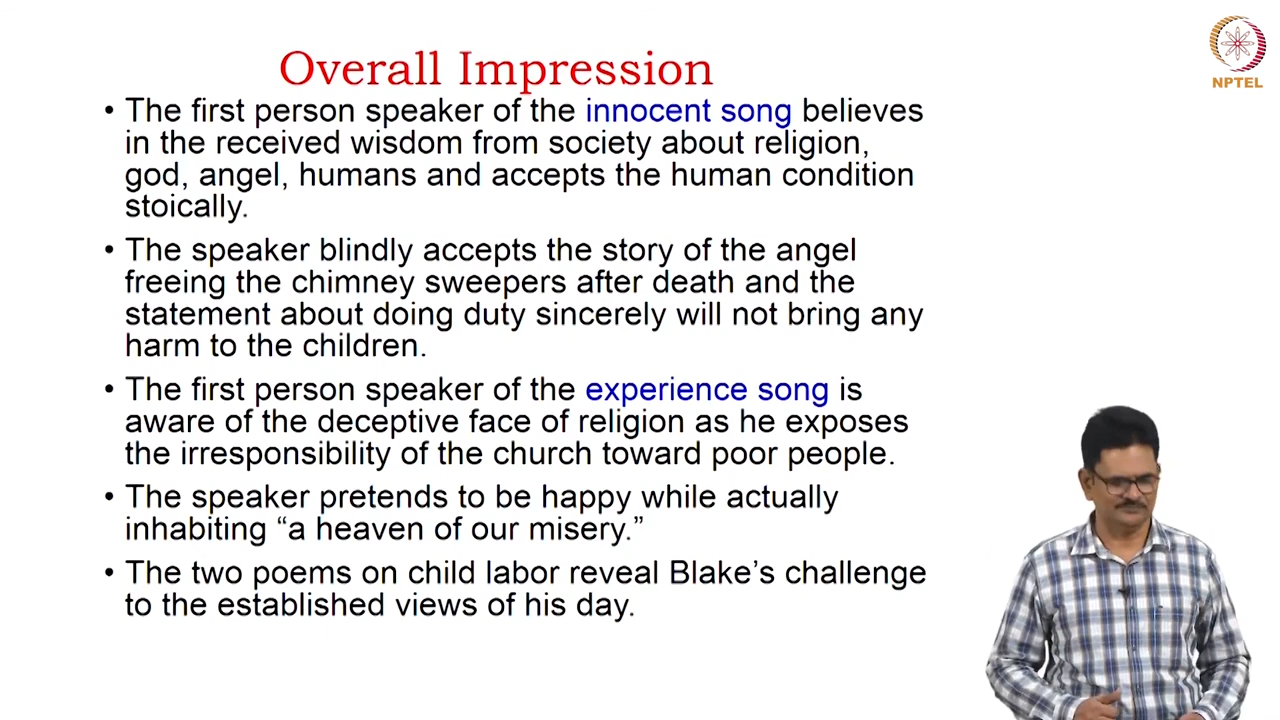 Overall Impression
NPTEL
• The first person speaker of the innocent song believes
in the received wisdom from society about religion,
god, angel, humans and accepts the human condition
stoically.
• The speaker blindly accepts the story of the angel
freeing the chimney sweepers after death and the
statement about doing duty sincerely will not bring any
harm to the children.
• The first person speaker of the experience song is
aware of the deceptive face of religion as he exposes
the irresponsibility of the church toward poor people.
• The speaker pretends to be happy while actually
inhabiting “a heaven of our misery.”
• The two poems on child labor reveal Blake’s challenge
to the established views of his day.